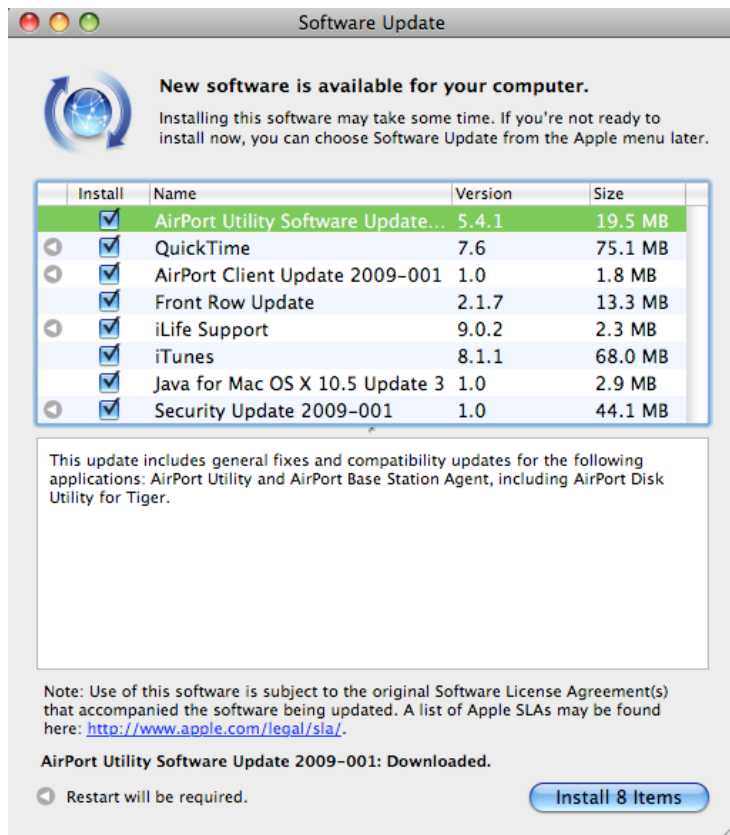 Software Update
New software is available for your computer.
Installing this software may take some time. If you're not ready to
install now, you can choose Software Update from the Apple menu later.
Install Name Version Size
AirPort Utility Software Update... 5.4.1 19.5 MB
QuickTime 7.6 75.1 MB
AirPort Client Update 2009-001 1.0 1.8 MB
Front Row Update 2.1.7 13.3 MB
iLife Support 9.0.2 2.3 MB
iTunes 8.1.1 68.0 MB
Java for Mac OS X 10.5 Update 3 1.0 2.9 MB
Security Update 2009-001 1.0 44.1 MB
This update includes general fixes and compatibility updates for the following
applications: AirPort Utility and AirPort Base Station Agent, including AirPort Disk
Utility for Tiger.
Note: Use of this software is subject to the original Software License Agreement(s)
that accompanied the software being updated. A list of Apple SLAs may be found
here: http://www.apple.com/legal/sla/.
AirPort Utility Software Update 2009-001: Downloaded.
Restart will be required.
Install 8 Items